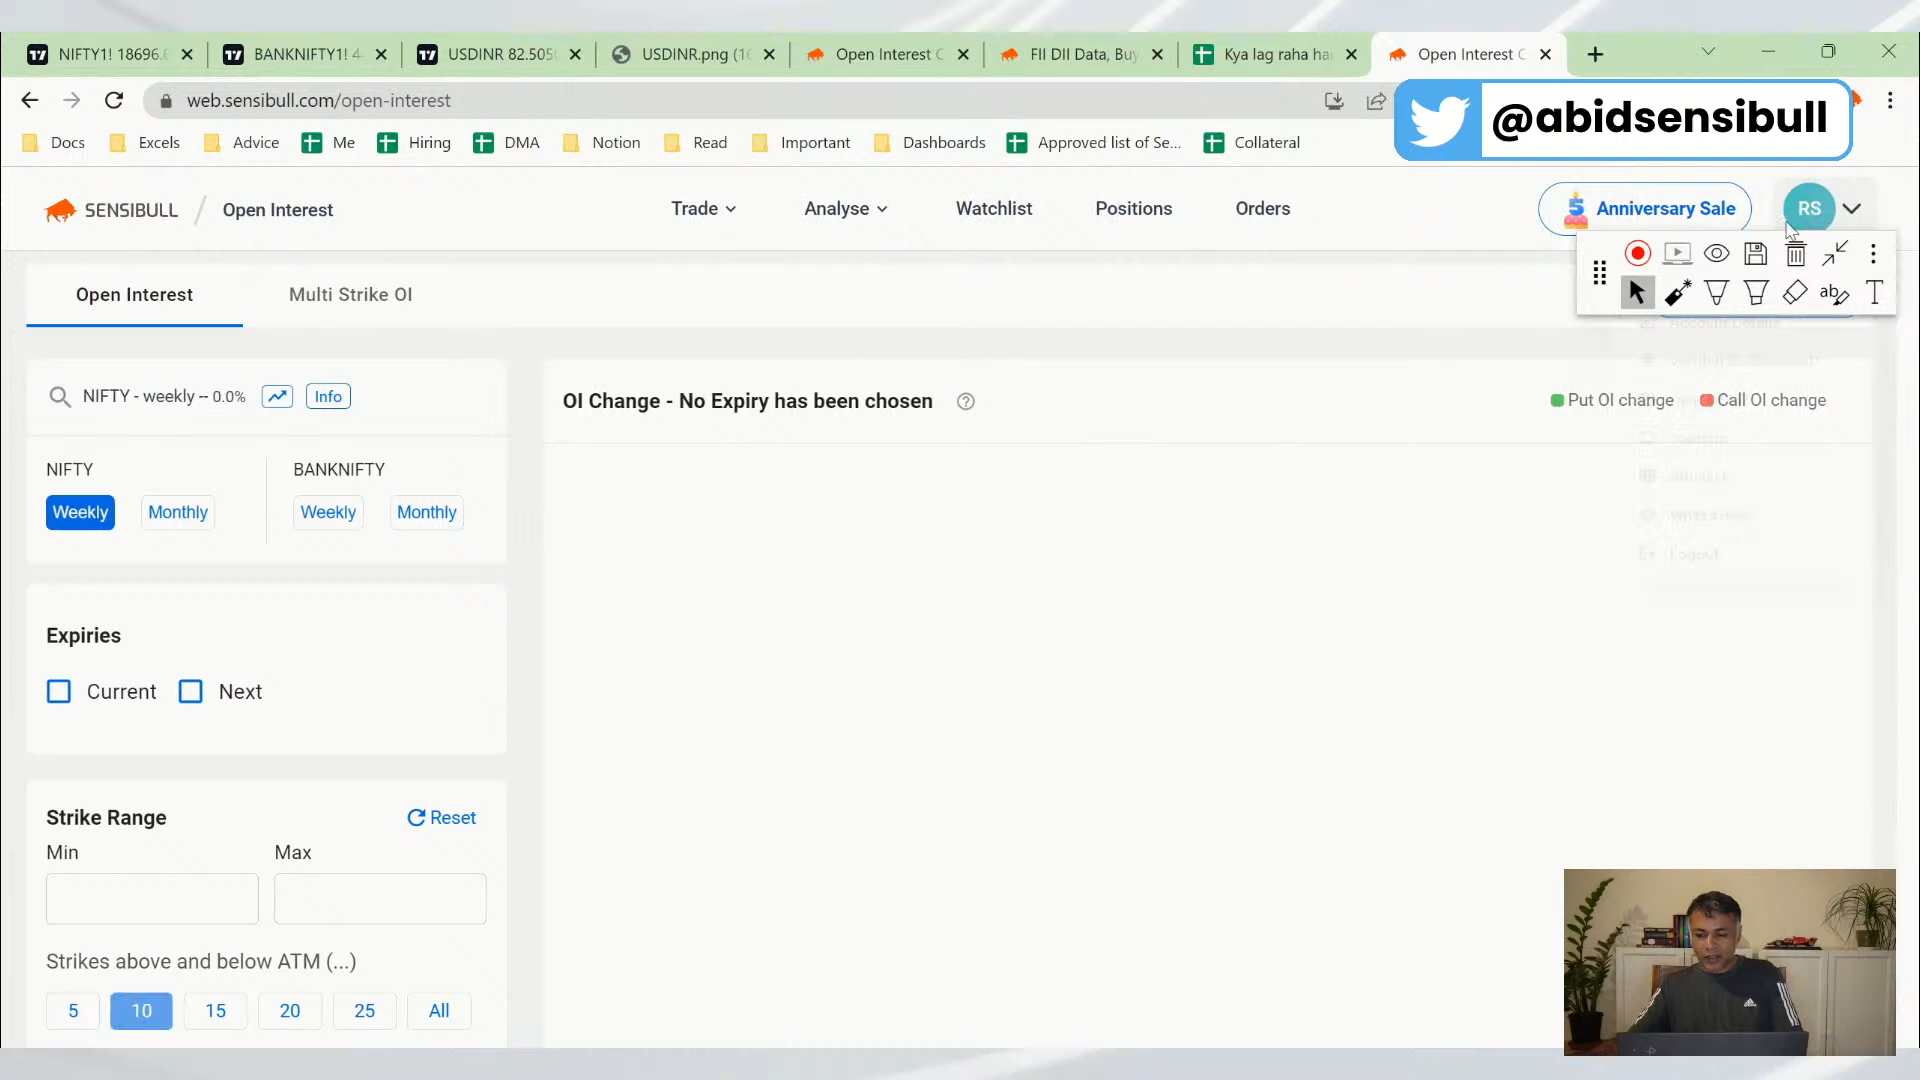 NIFTY1! 18696.6
BANKNIFTY1! 4
USDINR 82.505
USDINR.png (16
Open Interest C
FII DII Data, Buy
Kya lag raha hai
Open Interest C
web.sensibull.com/open-interest
@abidsensibull
Docs Excels Advice Me Hiring DMA Notion Read Important Dashboards Approved list of Se... Collateral
SENSIBULL / Open Interest
Trade Analyse Watchlist Positions Orders
5 Anniversary Sale
RS
Open Interest Multi Strike OI
NIFTY - weekly -- 0.0% Info
OI Change - No Expiry has been chosen
Put OI change Call OI change
NIFTY BANKNIFTY
Weekly Monthly Weekly Monthly
Logout
Expiries
Current Next
Strike Range Reset
Min Max
Strikes above and below ATM (...)
5 10 15 20 25 All